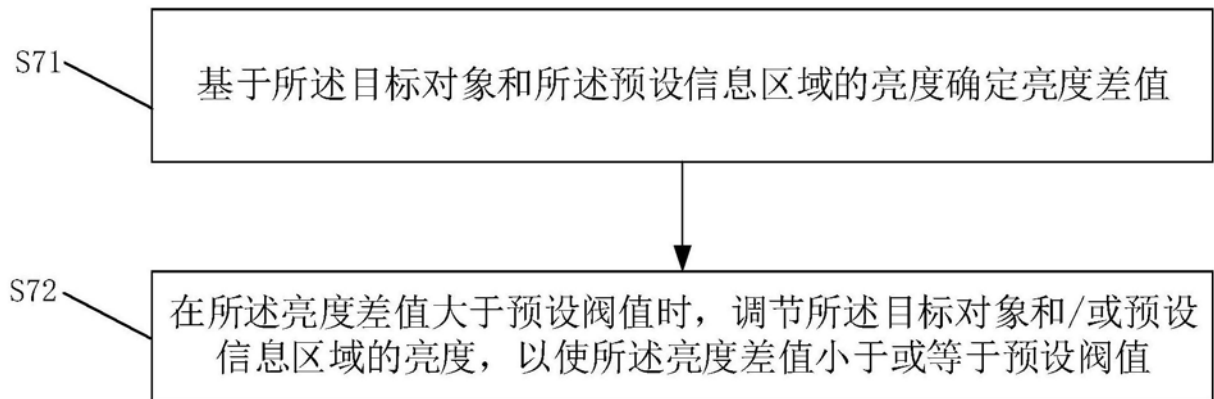 S71
基于所述目标对象和所述预设信息区域的亮度确定亮度差值
S72
在所述亮度差值大于预设阀值时，调节所述目标对象和/或预设
信息区域的亮度，以使所述亮度差值小于或等于预设阀值